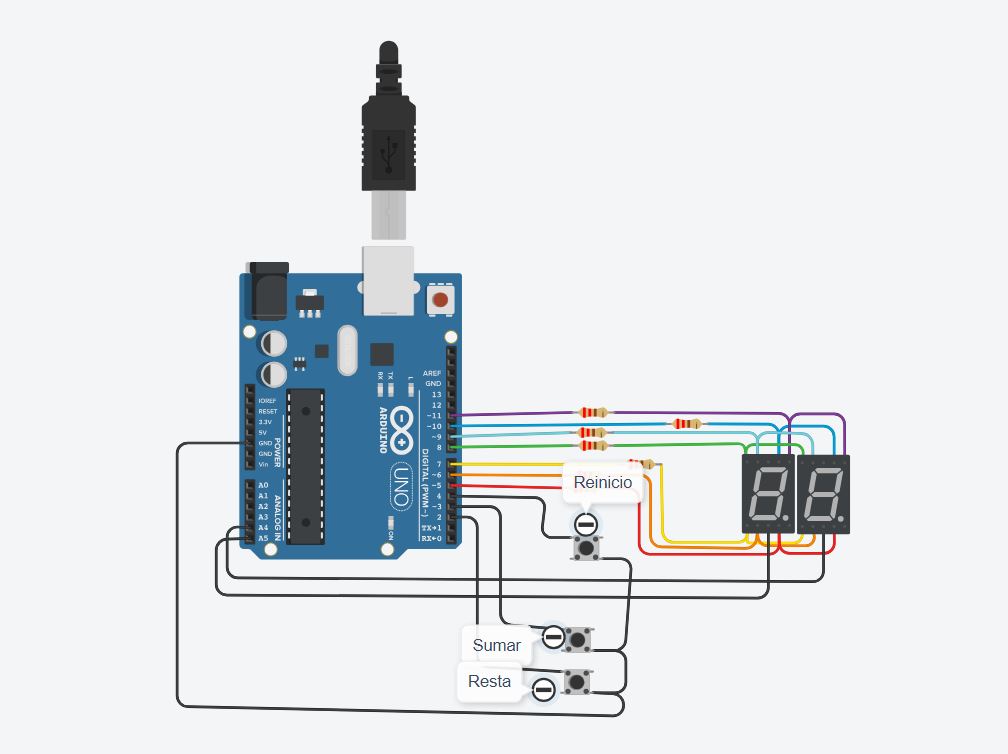 RX
TX
L
AREF
GND
13
12
~11
~10
~9
8
7
~6
~5
4
~3
2
TX→1
RX←0
DIGITAL (PWM~)
ARDUINO
UNO
ON
IOREF
RESET
3.3V
5V
GND
GND
Vin
POWER
A0
A1
A2
A3
A4
A5
ANALOG IN
Reinicio
Sumar
Resta